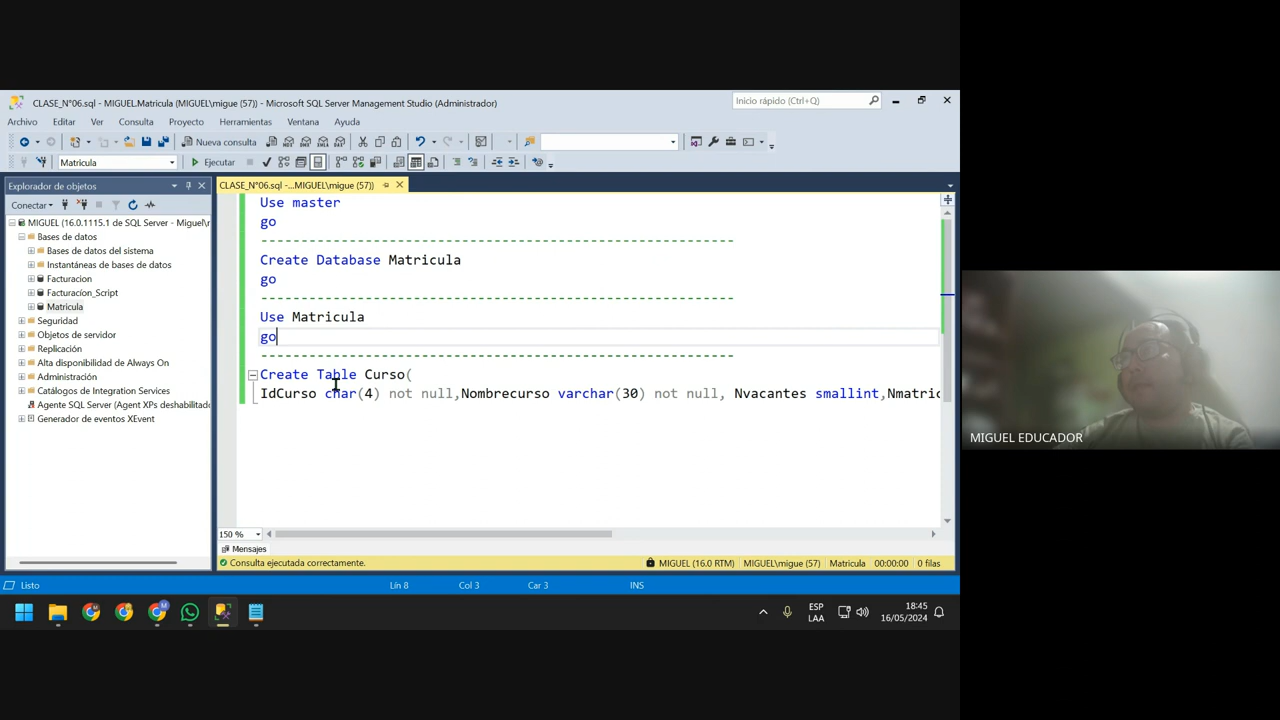 CLASE_N°06.sql - MIGUEL.Matricula (MIGUEL\migue (57)) - Microsoft SQL Server Management Studio (Administrador)
Inicio rápido (Ctrl+Q)
Archivo Editar Ver Consulta Proyecto Herramientas Ventana Ayuda
Nueva consulta
Matricula
Ejecutar
Explorador de objetos
CLASE_N°06.sql -...MIGUEL\migue (57))
Conectar
MIGUEL (16.0.1115.1 de SQL Server - Miguel\r
Bases de datos
Bases de datos del sistema
Instantáneas de bases de datos
Facturacion
Facturacíon_Script
Matricula
Seguridad
Objetos de servidor
Replicación
Alta disponibilidad de Always On
Administración
Catálogos de Integration Services
Agente SQL Server (Agent XPs deshabilitado
Generador de eventos XEvent
Use master
go
-----------------------------------------------------------
Create Database Matricula
go
-----------------------------------------------------------
Use Matricula
go
-----------------------------------------------------------
Create Table Curso(
IdCurso char(4) not null,Nombrecurso varchar(30) not null, Nvacantes smallint,Nmatric
150 %
Mensajes
Consulta ejecutada correctamente.
MIGUEL (16.0 RTM) MIGUEL\migue (57) Matricula 00:00:00 0 filas
Listo
Lín 8 Col 3 Car 3 INS
ESP
LAA
18:45
16/05/2024
MIGUEL EDUCADOR